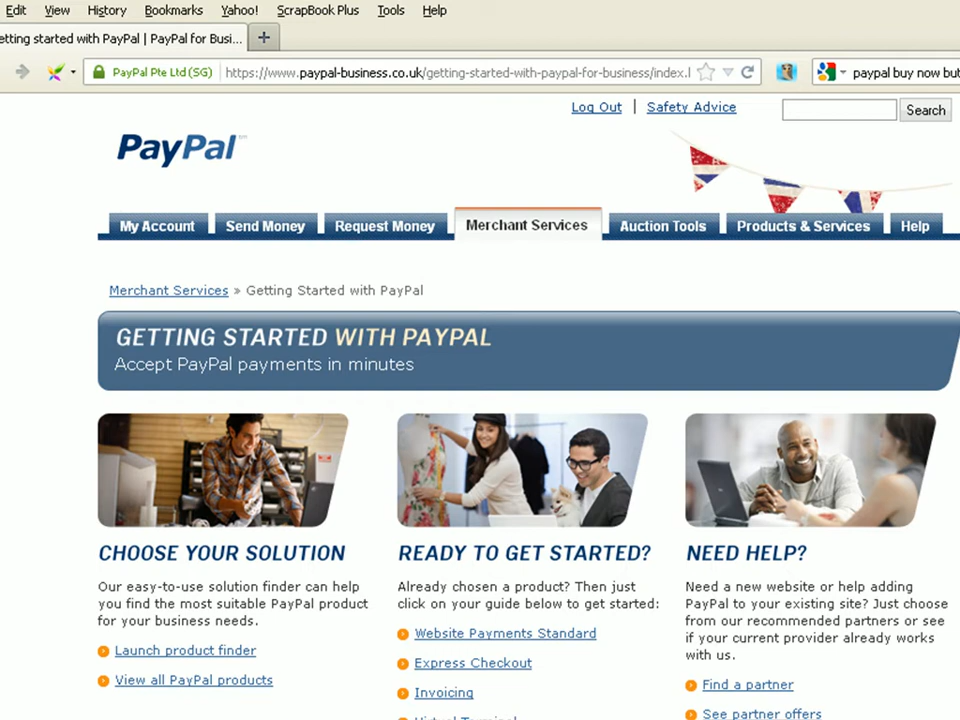 Edit View History Bookmarks Yahoo! ScrapBook Plus Tools Help
etting started with PayPal | PayPal for Busi... +
PayPal Pte Ltd (SG) https://www.paypal-business.co.uk/getting-started-with-paypal-for-business/index.l paypal buy now but
Log Out | Safety Advice Search
PayPal
My Account Send Money Request Money Merchant Services Auction Tools Products & Services Help
Merchant Services » Getting Started with PayPal
GETTING STARTED WITH PAYPAL
Accept PayPal payments in minutes
CHOOSE YOUR SOLUTION
Our easy-to-use solution finder can help
you find the most suitable PayPal product
for your business needs.
Launch product finder
View all PayPal products
READY TO GET STARTED?
Already chosen a product? Then just
click on your guide below to get started:
Website Payments Standard
Express Checkout
Invoicing
Virtual Terminal
NEED HELP?
Need a new website or help adding
PayPal to your existing site? Just choose
from our recommended partners or see
if your current provider already works
with us.
Find a partner
See partner offers